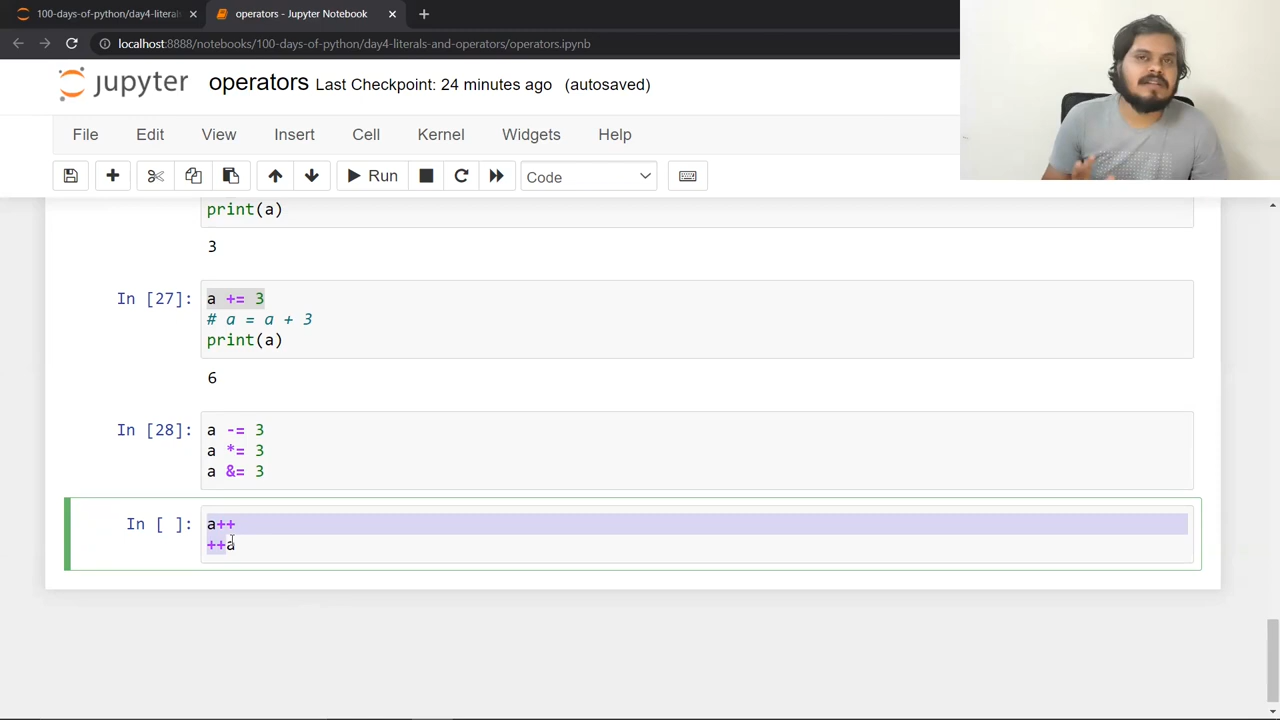 100-days-of-python/day4-literals
operators - Jupyter Notebook
localhost:8888/notebooks/100-days-of-python/day4-literals-and-operators/operators.ipynb
jupyter operators Last Checkpoint: 24 minutes ago (autosaved)
File Edit View Insert Cell Kernel Widgets Help
Run Code
print(a)
3
In [27]: a += 3
# a = a + 3
print(a)
6
In [28]: a -= 3
a *= 3
a &= 3
In [ ]: a++
++a